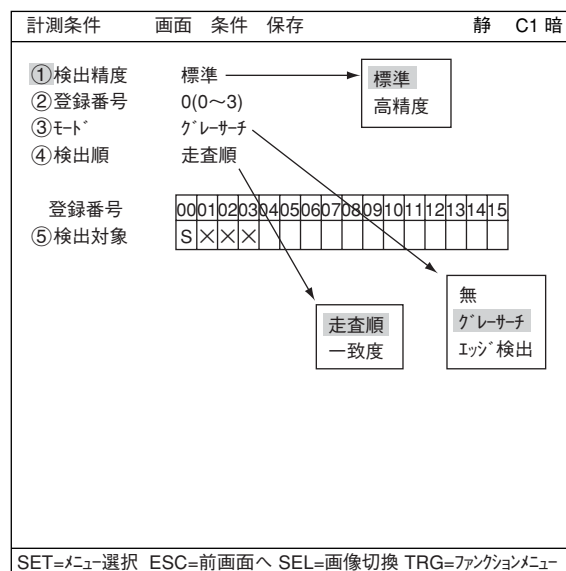 計測条件 画面 条件 保存 静 C1 暗
①検出精度 標準
標準
高精度
②登録番号 0(0～3)
③ﾓｰﾄﾞ ｸﾞﾚｰｻｰﾁ
④検出順 走査順
登録番号 00 01 02 03 04 05 06 07 08 09 10 11 12 13 14 15
⑤検出対象 S × × ×
走査順
一致度
無
ｸﾞﾚｰｻｰﾁ
ｴｯｼﾞ検出
SET=ﾒﾆｭｰ選択 ESC=前画面へ SEL=画像切換 TRG=ﾌｧﾝｸｼｮﾝﾒﾆｭｰ